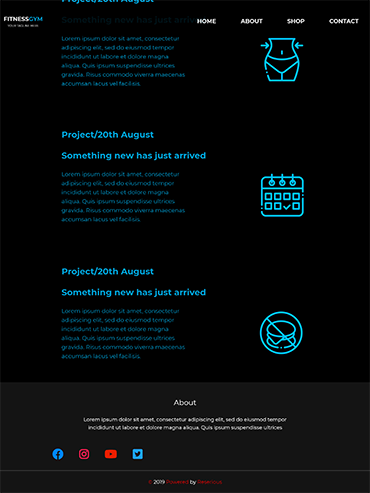 Project/20th August
FITNESSGYM
Something new has just arrived
HOME
ABOUT
SHOP
CONTACT
Lorem ipsum dolor sit amet, consectetur
adipiscing elit, sed do eiusmod tempor
incididunt ut labore et dolore magna
aliqua. Quis ipsum suspendisse ultrices
gravida. Risus commodo viverra maecenas
accumsan lacus vel facilisis.
Project/20th August
Something new has just arrived
Lorem ipsum dolor sit amet, consectetur
adipiscing elit, sed do eiusmod tempor
incididunt ut labore et dolore magna
aliqua. Quis ipsum suspendisse ultrices
gravida. Risus commodo viverra maecenas
accumsan lacus vel facilisis.
Project/20th August
Something new has just arrived
Lorem ipsum dolor sit amet, consectetur
adipiscing elit, sed do eiusmod tempor
incididunt ut labore et dolore magna
aliqua. Quis ipsum suspendisse ultrices
gravida. Risus commodo viverra maecenas
accumsan lacus vel facilisis.
About
Lorem ipsum dolor sit amet, consectetur adipiscing elit, sed do eiusmod tempor
incididunt ut labore et dolore magna aliqua. Quis ipsum suspendisse ultrices
© 2019 Powered by